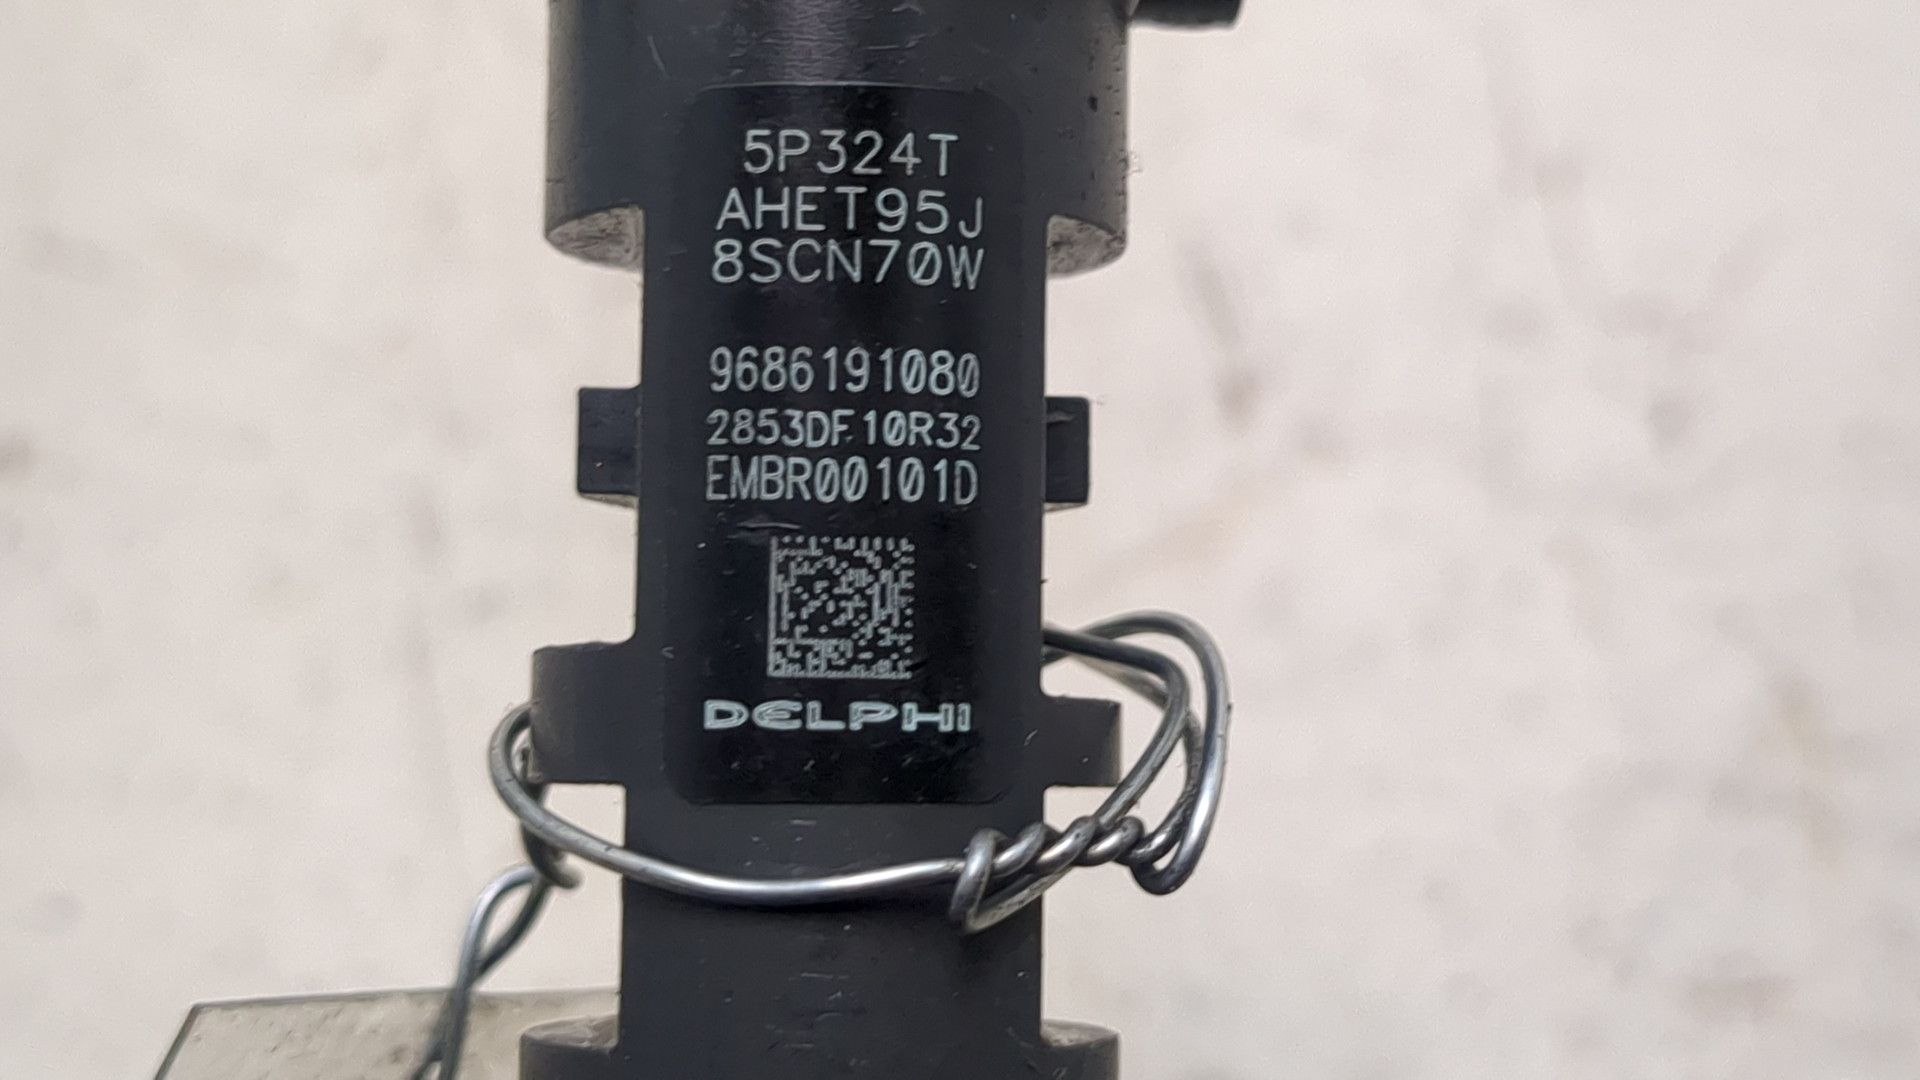 5P324T
AHET95J
8SCN70W
9686191080
2853DF10R32
EMBR00101D
DELPHI